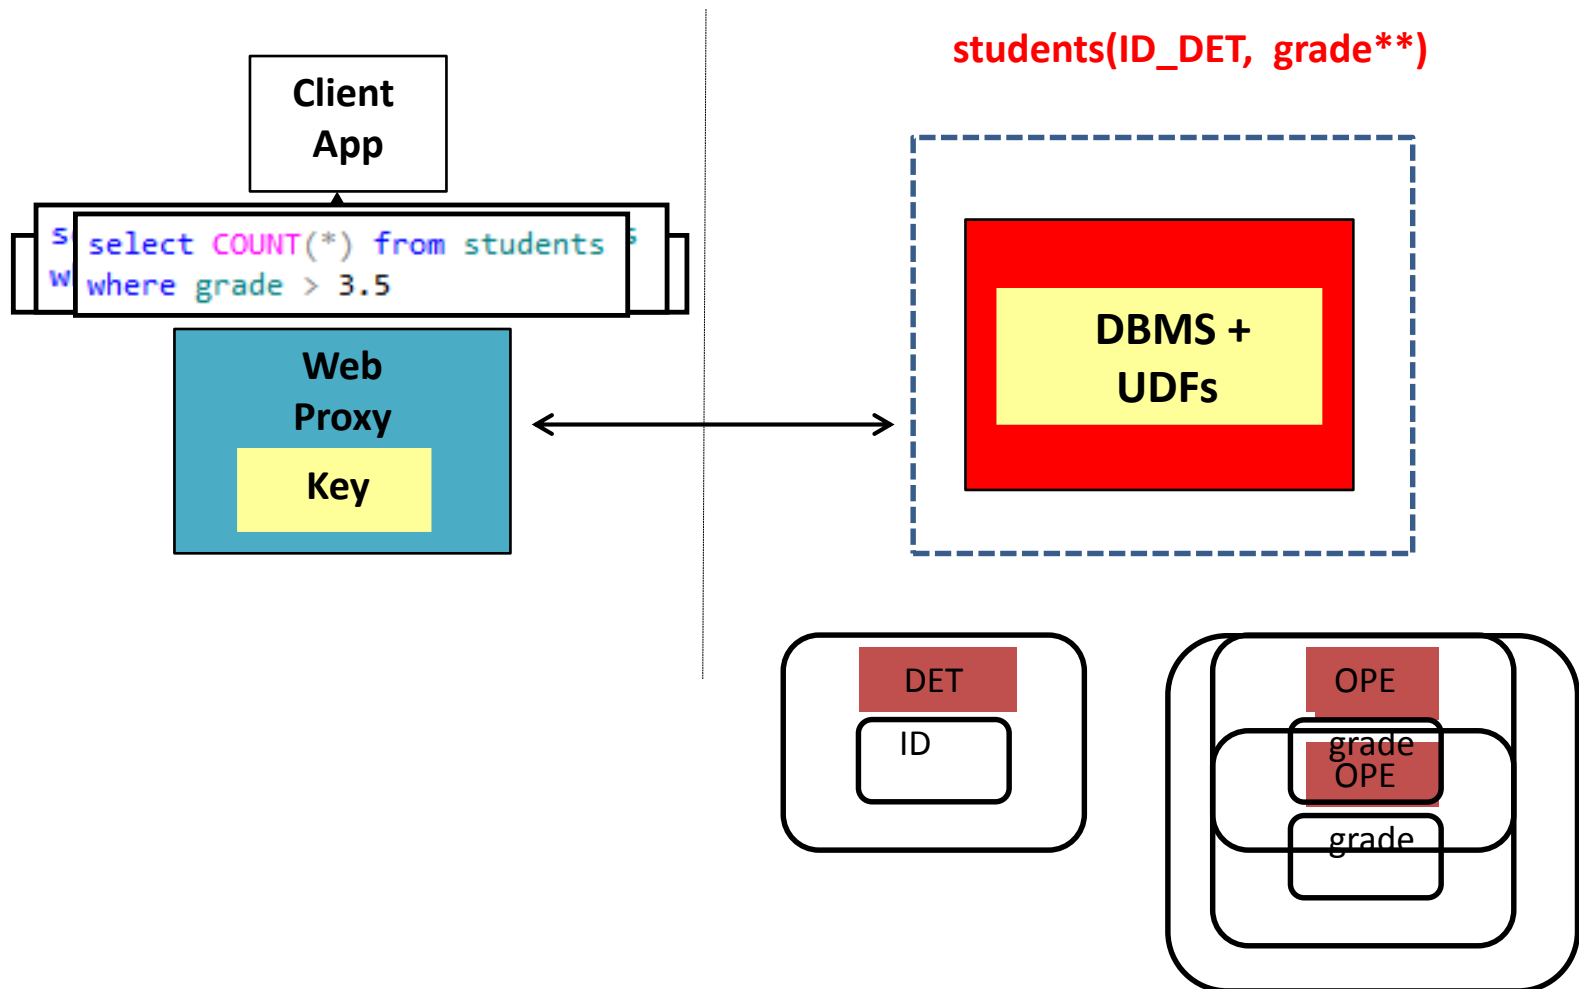 students(ID_DET, grade**)
Client
App
s
select COUNT(*) from students
w
where grade > 3.5
Web
Proxy
Key
DBMS +
UDFs
DET
ID
OPE
grade
OPE
grade